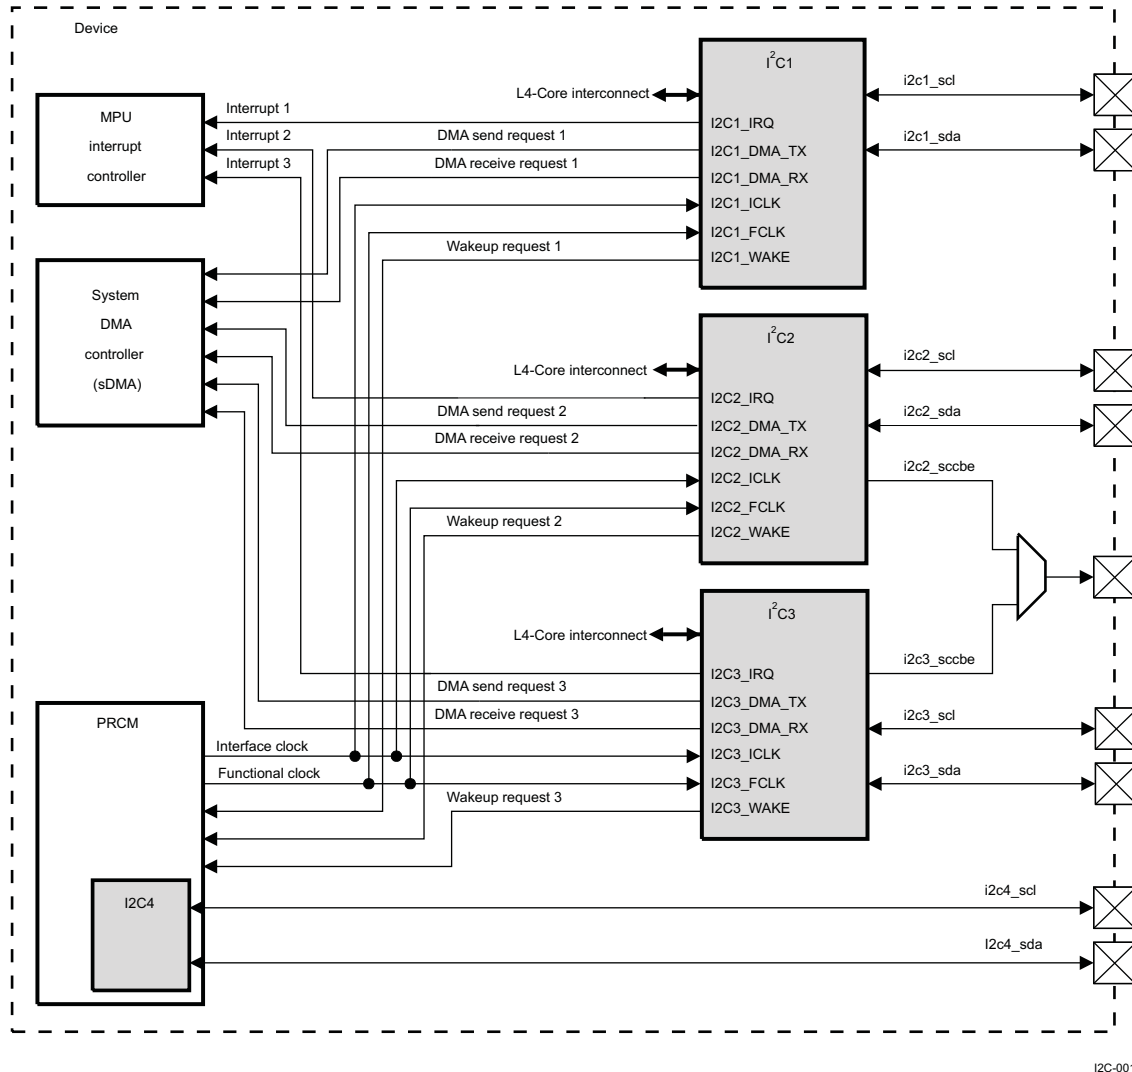 Device
MPU
interrupt
controller
Interrupt 1
Interrupt 2
Interrupt 3
System
DMA
controller
(sDMA)
PRCM
Interface clock
Functional clock
I2C4
DMA send request 1
DMA receive request 1
Wakeup request 1
L4-Core interconnect
I²C1
I2C1_IRQ
I2C1_DMA_TX
I2C1_DMA_RX
I2C1_ICLK
I2C1_FCLK
I2C1_WAKE
i2c1_scl
i2c1_sda
DMA send request 2
DMA receive request 2
Wakeup request 2
L4-Core interconnect
I²C2
I2C2_IRQ
I2C2_DMA_TX
I2C2_DMA_RX
I2C2_ICLK
I2C2_FCLK
I2C2_WAKE
i2c2_scl
i2c2_sda
i2c2_sccbe
DMA send request 3
DMA receive request 3
Wakeup request 3
L4-Core interconnect
I²C3
I2C3_IRQ
I2C3_DMA_TX
I2C3_DMA_RX
I2C3_ICLK
I2C3_FCLK
I2C3_WAKE
i2c3_sccbe
i2c3_scl
i2c3_sda
i2c4_scl
I2c4_sda
I2C-001